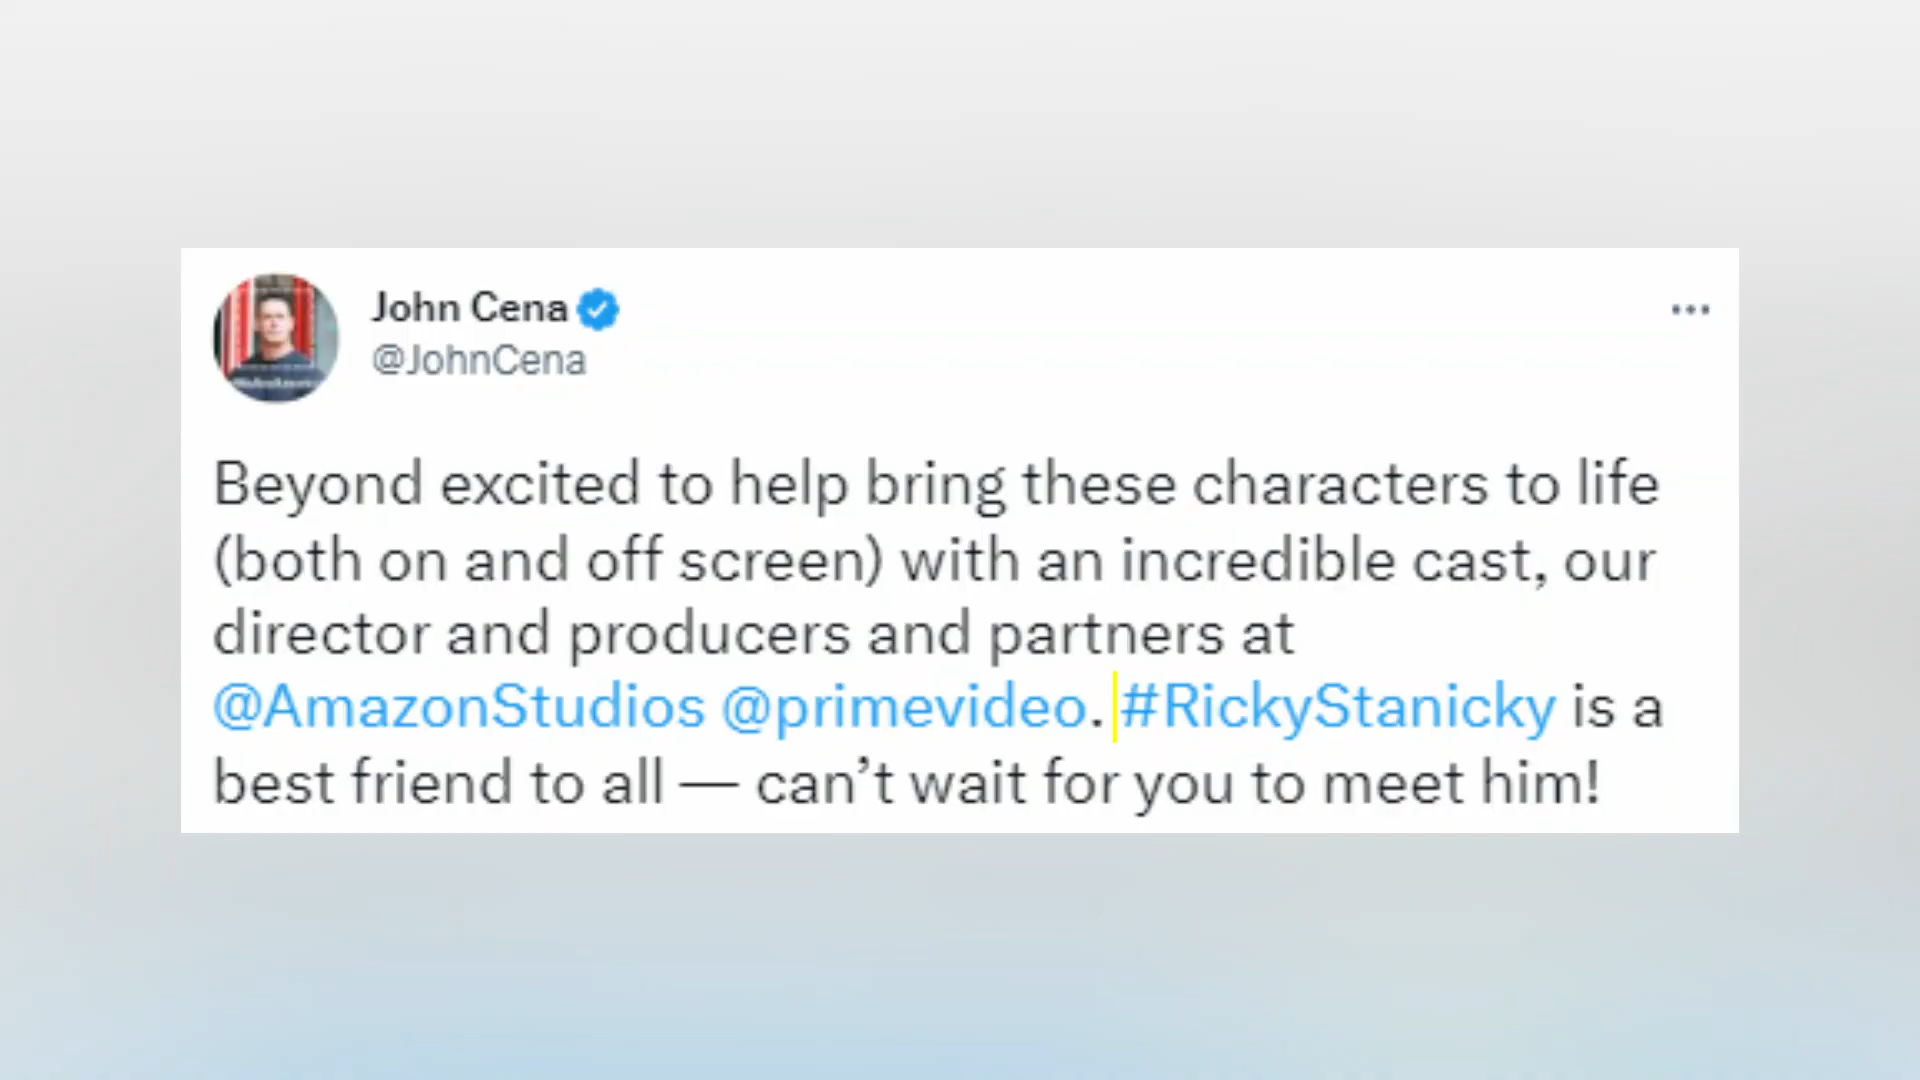 John Cena
@JohnCena
Beyond excited to help bring these characters to life
(both on and off screen) with an incredible cast, our
director and producers and partners at
@AmazonStudios @primevideo. #RickyStanicky is a
best friend to all — can’t wait for you to meet him!